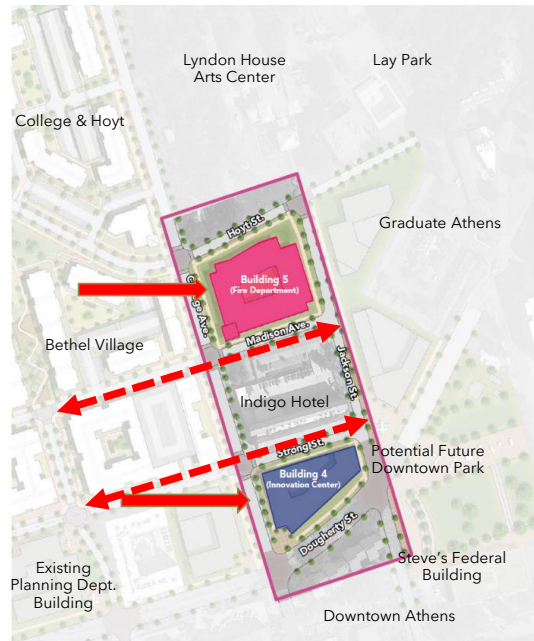 Lyndon House
Arts Center
Lay Park
College & Hoyt
Hoyt St.
Graduate Athens
Building 5
(Fire Department)
College Ave.
Madison Ave.
Bethel Village
Jackson St.
Indigo Hotel
Strong St.
Potential Future
Downtown Park
Building 4
(Innovation Center)
Dougherty St.
Existing
Planning Dept.
Building
Steve's Federal
Building
Downtown Athens